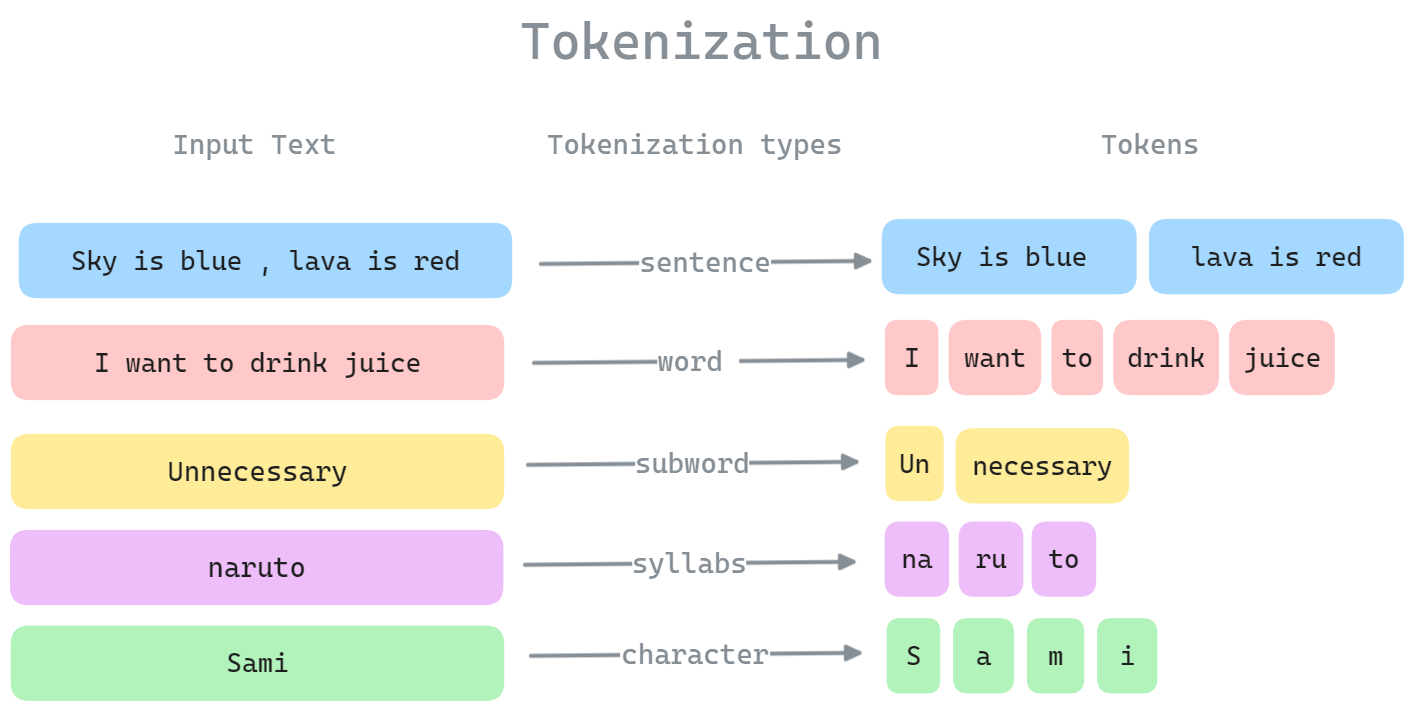 Tokenization
Input Text Tokenization types Tokens
Sky is blue , lava is red sentence Sky is blue lava is red
I want to drink juice word I want to drink juice
Unnecessary subword Un necessary
naruto syllabs na ru to
Sami character S a m i